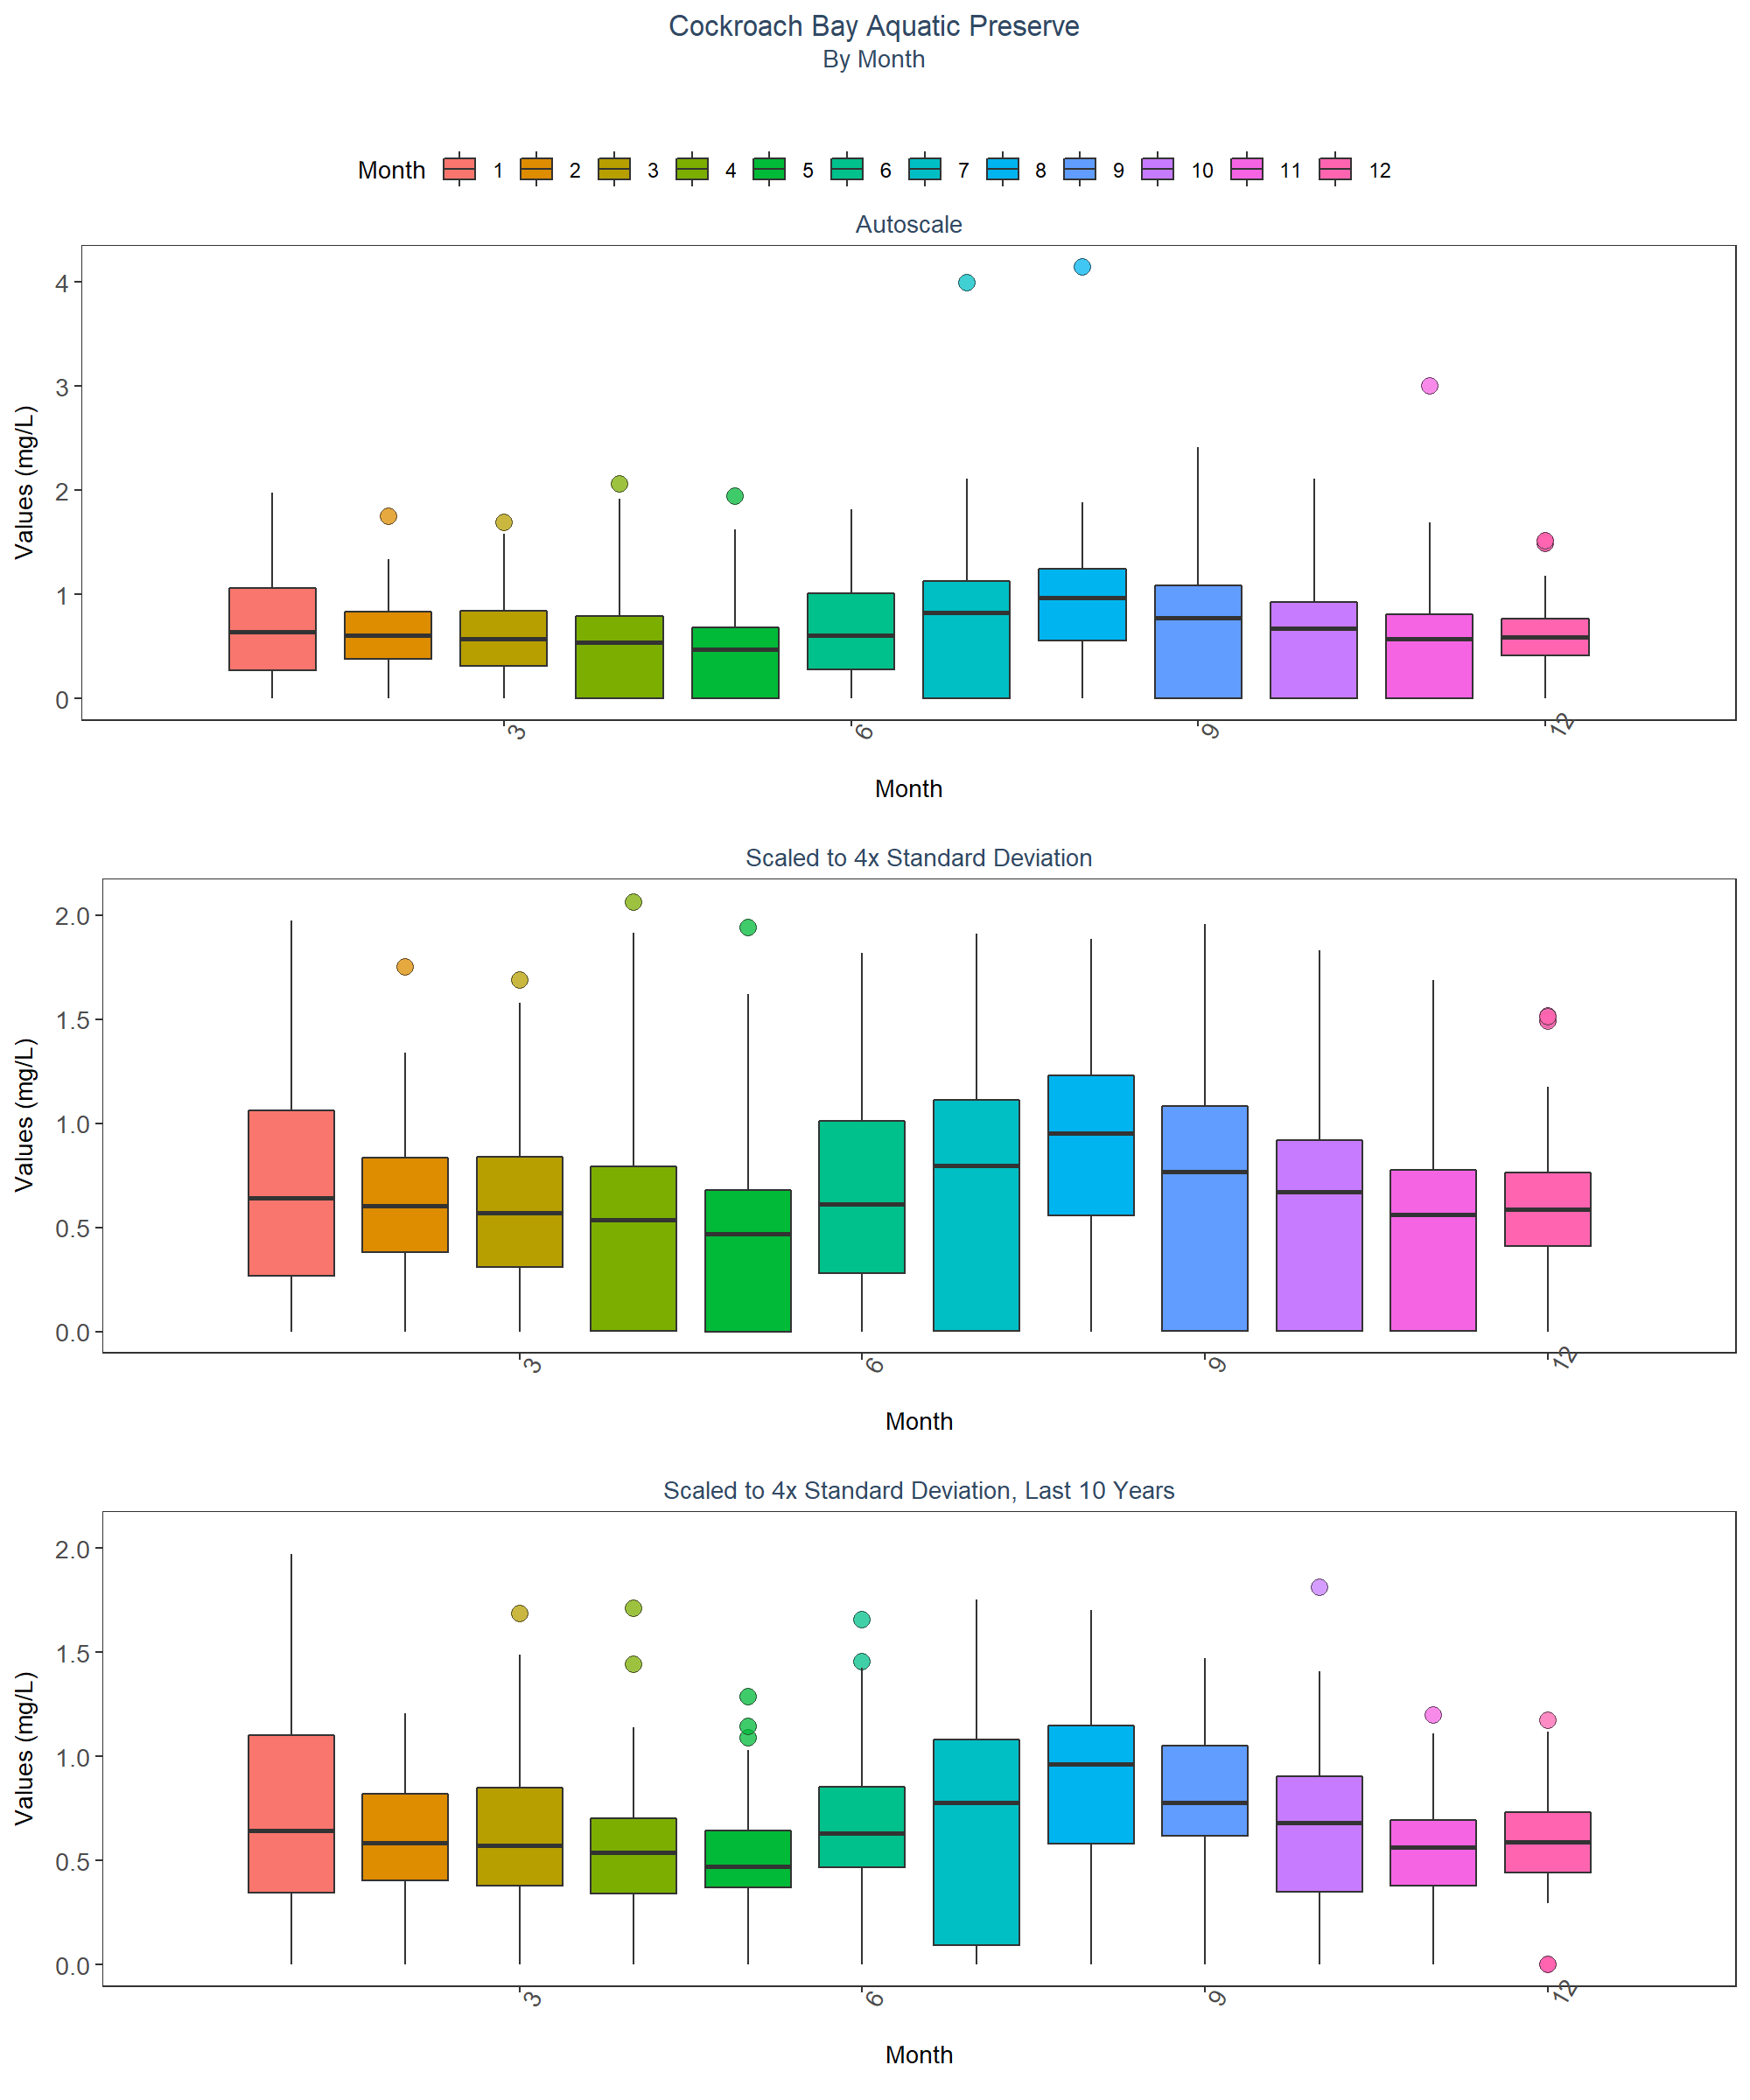 Cockroach Bay Aquatic Preserve
By Month
Month 1 2 3 4 5 6 7 8 9 10 11 12
Autoscale
Values (mg/L)
4
3
2
1
0
3 6 9 12
Month
Scaled to 4x Standard Deviation
Values (mg/L)
2.0
1.5
1.0
0.5
0.0
3 6 9 12
Month
Scaled to 4x Standard Deviation, Last 10 Years
Values (mg/L)
2.0
1.5
1.0
0.5
0.0
3 6 9 12
Month